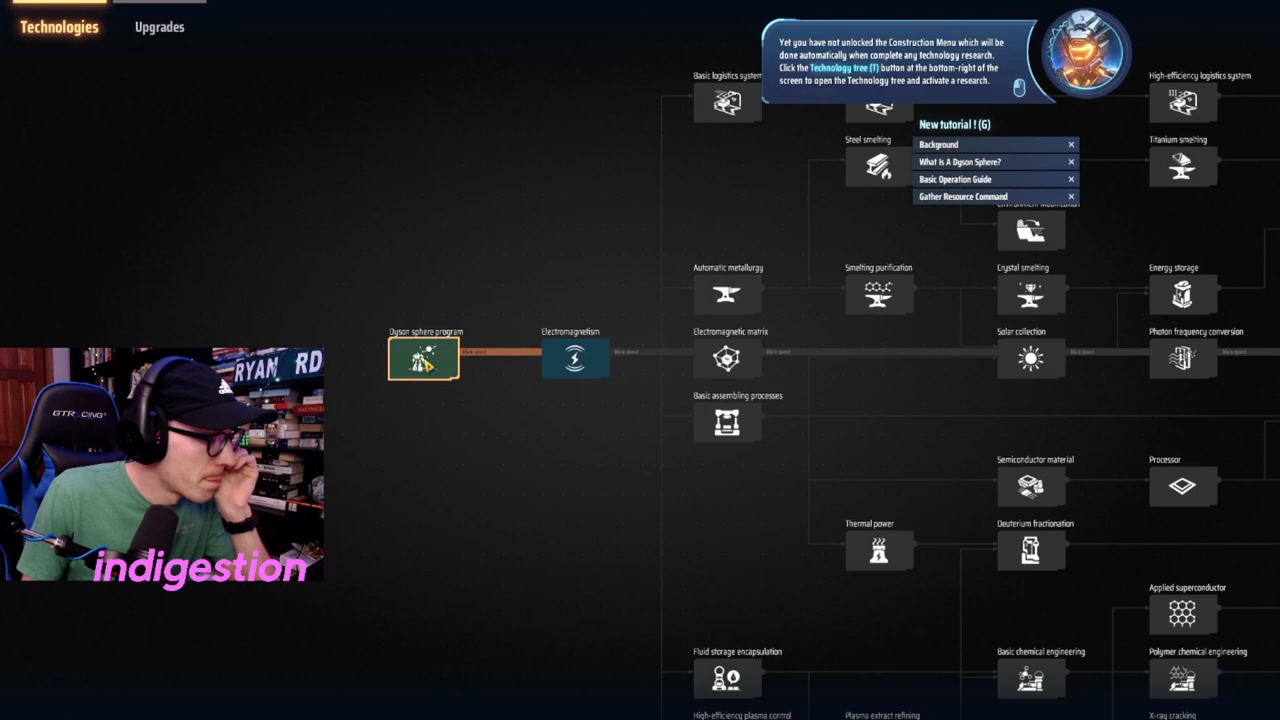 Technologies
Upgrades
Yet you have not unlocked the Construction Menu which will be
done automatically when complete any technology research.
Click the Technology tree (T) button at the bottom-right of the
screen to open the Technology tree and activate a research.
Basic logistics system
High-efficiency logistics system
New tutorial ! (G)
Background
What Is A Dyson Sphere?
Basic Operation Guide
Gather Resource Command
Steel smelting
Titanium smelting
Automatic metallurgy
Smelting purification
Crystal smelting
Energy storage
Dyson sphere program
Electromagnetism
Electromagnetic matrix
Solar collection
Photon frequency conversion
Basic assembling processes
RYAN RD
GTRACING
Semiconductor material
Processor
Thermal power
Deuterium fractionation
indigestion
Applied superconductor
Fluid storage encapsulation
Basic chemical engineering
Polymer chemical engineering
High-efficiency plasma control
Plasma extract refining
X-ray cracking